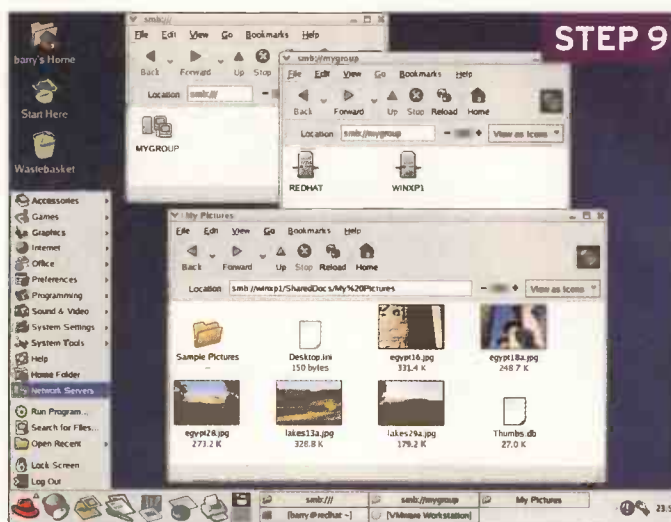 STEP 9
barry's Home
Start Here
Wastebasket
smb:///
File Edit View Go Bookmarks Help
Back Forward Up Stop
Location smb:///
MYGROUP
smb://mygroup
File Edit View Go Bookmarks Help
Back Forward Up Stop Reload Home
Location smb://mygroup View as Icons
REDHAT WINXP1
My Pictures
File Edit View Go Bookmarks Help
Back Forward Up Stop Reload Home
Location smb://winxp1/SharedDocs/My%20Pictures View as Icons
Sample Pictures
Desktop.ini
150 bytes
egypt16.jpg
331.4 K
egypt18a.jpg
248.7 K
egypt28.jpg
273.2 K
lakes13a.jpg
328.8 K
lakes29a.jpg
179.2 K
Thumbs.db
27.0 K
Accessories
Games
Graphics
Internet
Office
Preferences
Programming
Sound & Video
System Settings
System Tools
Help
Home Folder
Network Servers
Run Program...
Search for Files...
Open Recent
Lock Screen
Log Out
smb:/// smb://mygroup My Pictures
[barry@redhat ~] [VMware Workstation]